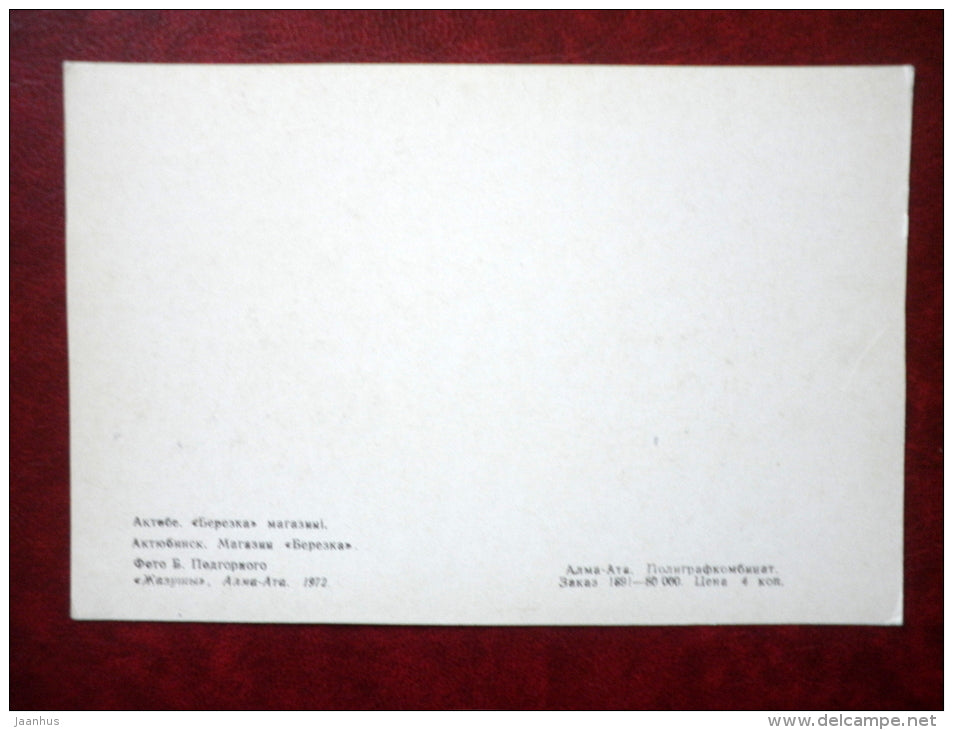 Актөбе. «Березка» магазині.
Актюбинск. Магазин «Березка».
Фото Б. Подгорного
«Жазушы», Алма-Ата. 1972.
Алма-Ата. Полиграфкомбинат.
Заказ 1891—80 000. Цена 4 коп.
jaanhus
www.delcampe.net